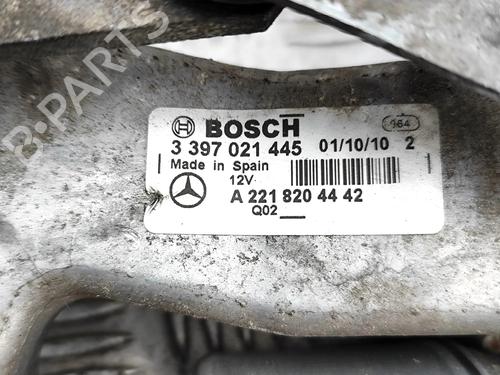 B-PARTS
BOSCH 164
3 397 021 445 01/10/10 2
Made in Spain
12V
A 221 820 44 42
Q02